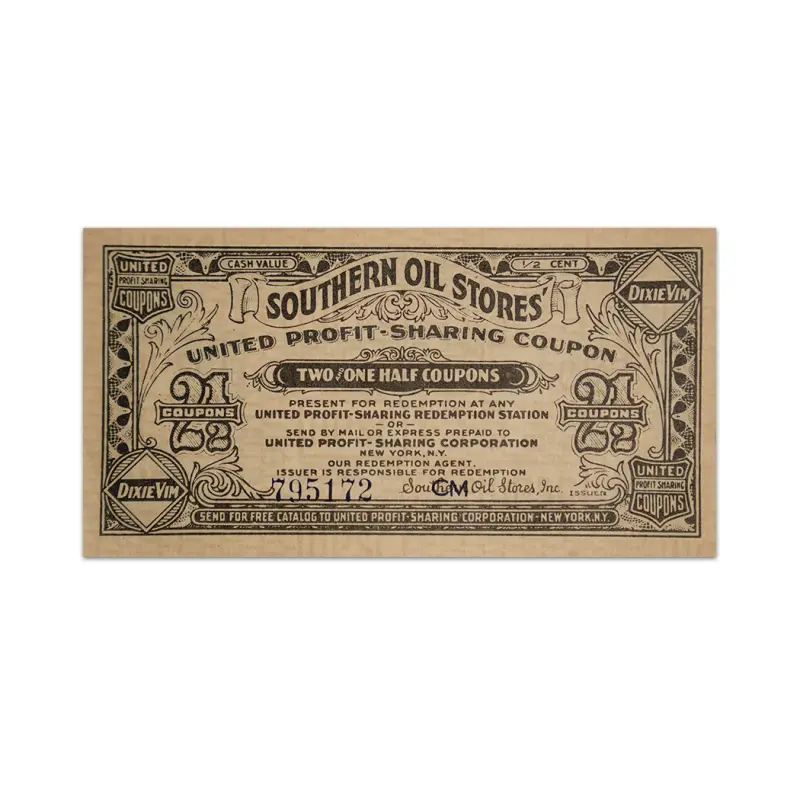 UNITED
PROFIT SHARING
COUPONS
CASH VALUE
1/2 CENT
DIXIEVIM
SOUTHERN OIL STORES
UNITED PROFIT-SHARING COUPON
TWO AND ONE HALF COUPONS
2 1/2
COUPONS
2 1/2
COUPONS
PRESENT FOR REDEMPTION AT ANY
UNITED PROFIT-SHARING REDEMPTION STATION
—OR—
SEND BY MAIL OR EXPRESS PREPAID TO
UNITED PROFIT-SHARING CORPORATION
NEW YORK, N.Y.
OUR REDEMPTION AGENT.
ISSUER IS RESPONSIBLE FOR REDEMPTION
795172
Southern Oil Stores, Inc. ISSUER
CM
DIXIEVIM
UNITED
PROFIT SHARING
COUPONS
SEND FOR FREE CATALOG TO UNITED PROFIT-SHARING CORPORATION-NEW YORK.N.Y.